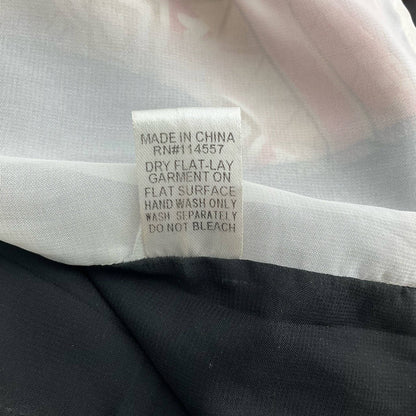 MADE IN CHINA
RN#114557
DRY FLAT-LAY
GARMENT ON
FLAT SURFACE
HAND WASH ONLY
WASH SEPARATELY
DO NOT BLEACH